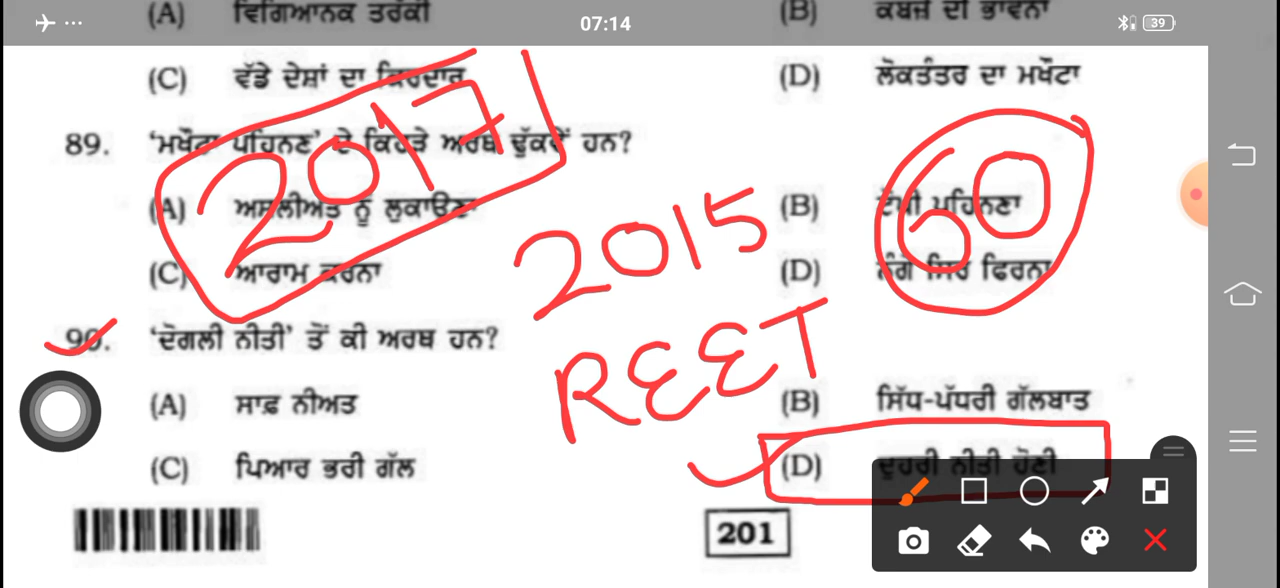 07:14
39
(A) ਵਿਗਿਆਨਕ ਤਰੱਕੀ (B) ਕਬਜ਼ੇ ਦੀ ਭਾਵਨਾ
(C) ਵੱਡੇ ਦੇਸ਼ਾਂ ਦਾ ਕਿਰਦਾਰ (D) ਲੋਕਤੰਤਰ ਦਾ ਮਖੌਟਾ
89. 'ਮਖੌਟਾ ਪਹਿਨਣ' ਦੇ ਕਿਹੜੇ ਅਰਥ ਢੁੱਕਵੇਂ ਹਨ?
2017
60
(A) ਅਸਲੀਅਤ ਨੂੰ ਲੁਕਾਉਣਾ (B) ਟੋਪੀ ਪਹਿਨਣਾ
2015
(C) ਆਰਾਮ ਕਰਨਾ (D) ਨੰਗੇ ਸਿਰ ਫਿਰਨਾ
90. 'ਦੋਗਲੀ ਨੀਤੀ' ਤੋਂ ਕੀ ਅਰਥ ਹਨ?
REET
(A) ਸਾਫ਼ ਨੀਅਤ (B) ਸਿੱਧ-ਪੱਧਰੀ ਗੱਲਬਾਤ
(C) ਪਿਆਰ ਭਰੀ ਗੱਲ (D) ਦੁਹਰੀ ਨੀਤੀ ਹੋਣੀ
201